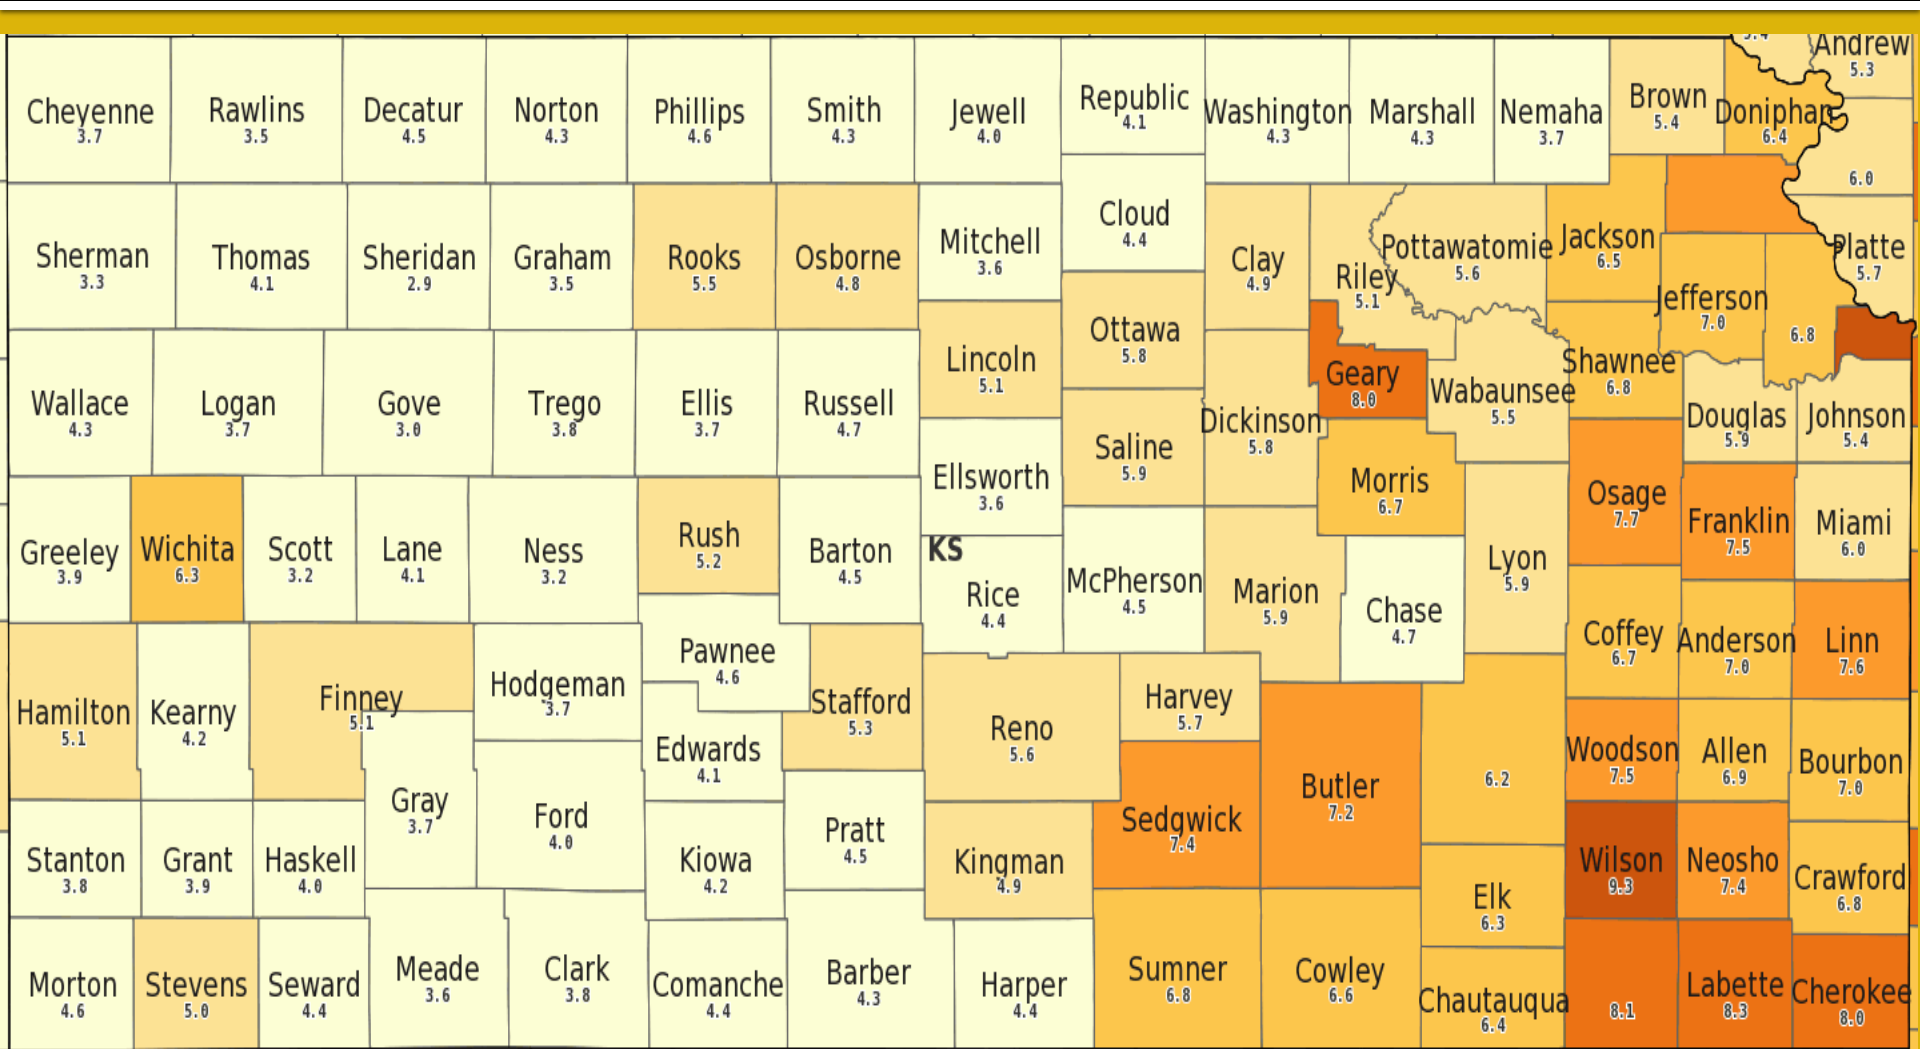 5.4
Andrew
5.3
Cheyenne
3.7
Rawlins
3.5
Decatur
4.5
Norton
4.3
Phillips
4.6
Smith
4.3
Jewell
4.0
Republic
4.1
Washington
4.3
Marshall
4.3
Nemaha
3.7
Brown
5.4
Doniphan
6.4
6.0
Sherman
3.3
Thomas
4.1
Sheridan
2.9
Graham
3.5
Rooks
5.5
Osborne
4.8
Mitchell
3.6
Cloud
4.4
Clay
4.9
Riley
5.1
Pottawatomie
5.6
Jackson
6.5
Jefferson
7.0
Platte
5.7
Wallace
4.3
Logan
3.7
Gove
3.0
Trego
3.8
Ellis
3.7
Russell
4.7
Lincoln
5.1
Ottawa
5.8
Saline
5.9
Dickinson
5.8
Geary
8.0
Wabaunsee
5.5
Shawnee
6.8
6.8
Douglas
5.9
Johnson
5.4
Greeley
3.9
Wichita
6.3
Scott
3.2
Lane
4.1
Ness
3.2
Rush
5.2
Barton
4.5
Ellsworth
3.6
KS
Rice
4.4
McPherson
4.5
Marion
5.9
Morris
6.7
Chase
4.7
Lyon
5.9
Osage
7.7
Franklin
7.5
Miami
6.0
Hamilton
5.1
Kearny
4.2
Finney
5.1
Hodgeman
3.7
Pawnee
4.6
Edwards
4.1
Stafford
5.3
Reno
5.6
Harvey
5.7
Coffey
6.7
Anderson
7.0
Linn
7.6
Gray
3.7
Ford
4.0
Kiowa
4.2
Pratt
4.5
Kingman
4.9
Sedgwick
7.4
Butler
7.2
6.2
Woodson
7.5
Allen
6.9
Bourbon
7.0
Stanton
3.8
Grant
3.9
Haskell
4.0
Elk
6.3
Wilson
9.3
Neosho
7.4
Crawford
6.8
Morton
4.6
Stevens
5.0
Seward
4.4
Meade
3.6
Clark
3.8
Comanche
4.4
Barber
4.3
Harper
4.4
Sumner
6.8
Cowley
6.6
Chautauqua
6.4
8.1
Labette
8.3
Cherokee
8.0